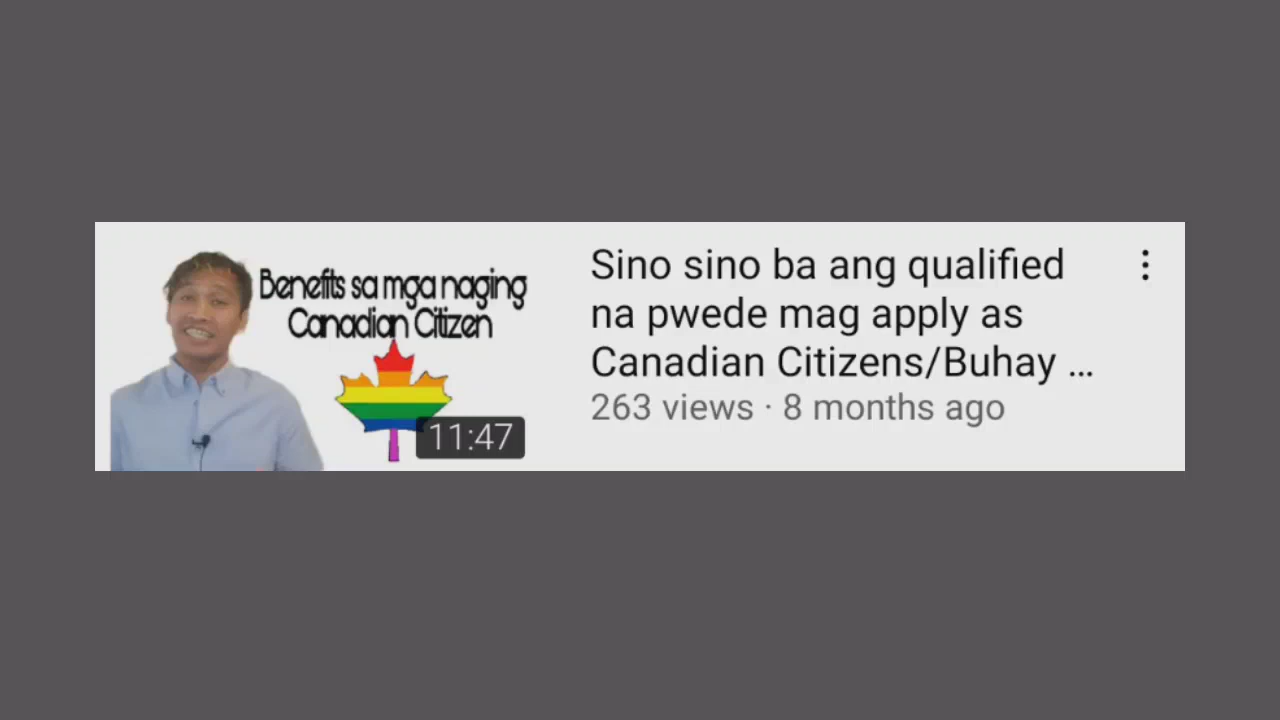 Benefits sa mga naging
Canadian Citizen
11:47
Sino sino ba ang qualified
na pwede mag apply as
Canadian Citizens/Buhay ...
263 views · 8 months ago